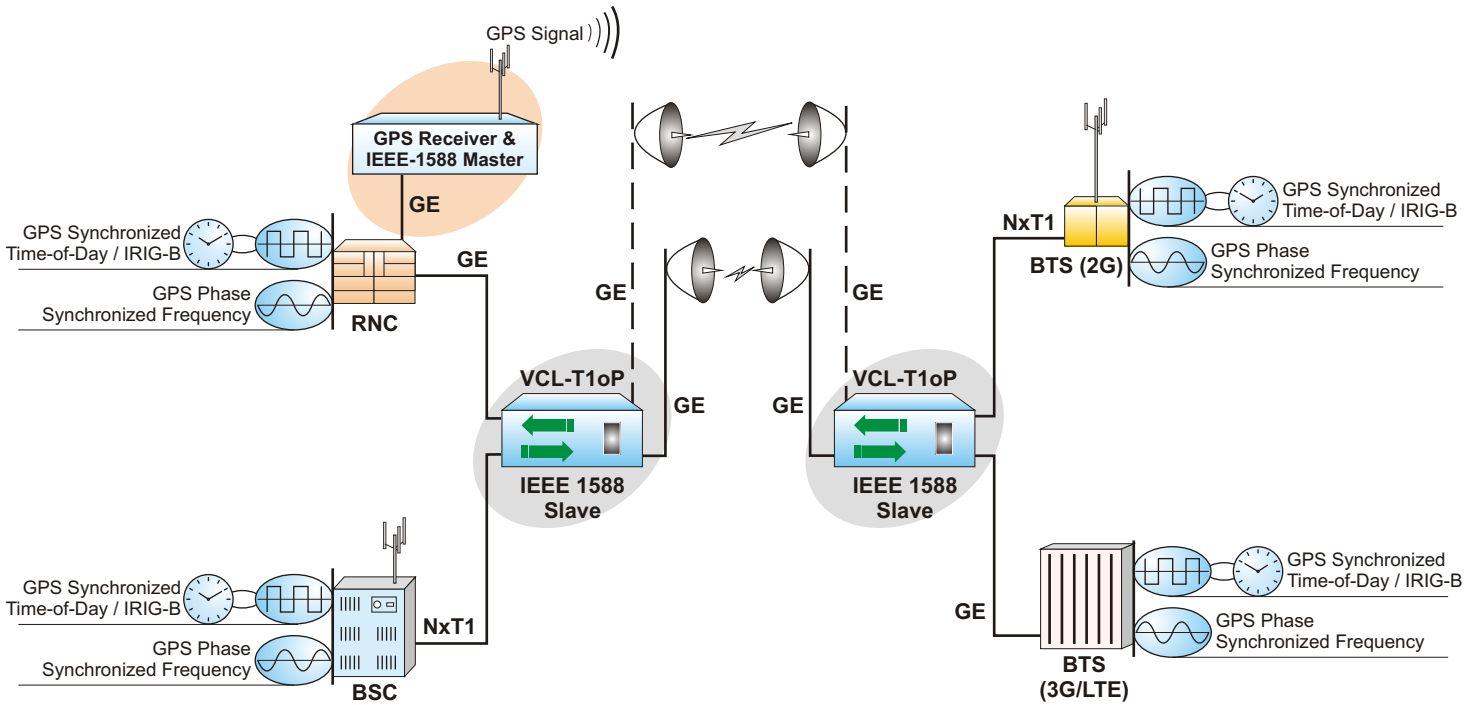 GPS Signal
GPS Receiver &
IEEE-1588 Master
GE
GPS Synchronized
Time-of-Day / IRIG-B
GE
GPS Phase
Synchronized Frequency
RNC
GE
GE
VCL-T1oP
GE
IEEE 1588
Slave
GPS Synchronized
Time-of-Day / IRIG-B
NxT1
GPS Phase
Synchronized Frequency
BSC
GE
VCL-T1oP
IEEE 1588
Slave
NxT1
GPS Synchronized
Time-of-Day / IRIG-B
BTS (2G)
GPS Phase
Synchronized Frequency
GPS Synchronized
Time-of-Day / IRIG-B
GE
GPS Phase
Synchronized Frequency
BTS
(3G/LTE)